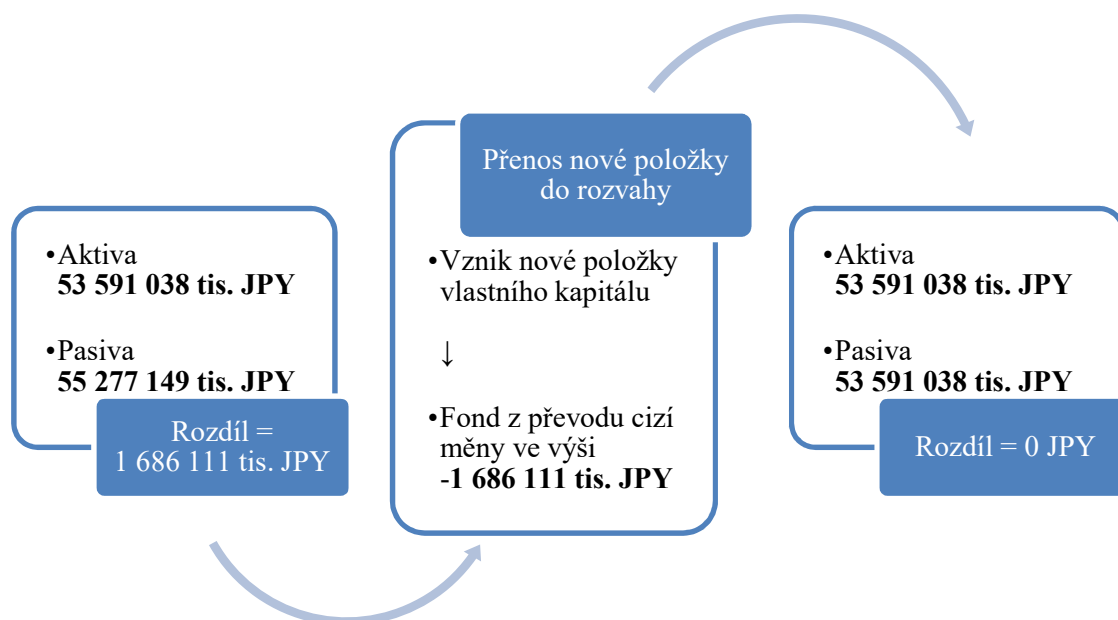 •Aktiva
53 591 038 tis. JPY
•Pasiva
55 277 149 tis. JPY
Rozdíl =
1 686 111 tis. JPY
Přenos nové položky
do rozvahy
•Vznik nové položky
vlastního kapitálu
↓
•Fond z převodu cizí
měny ve výši
-1 686 111 tis. JPY
•Aktiva
53 591 038 tis. JPY
•Pasiva
53 591 038 tis. JPY
Rozdíl = 0 JPY